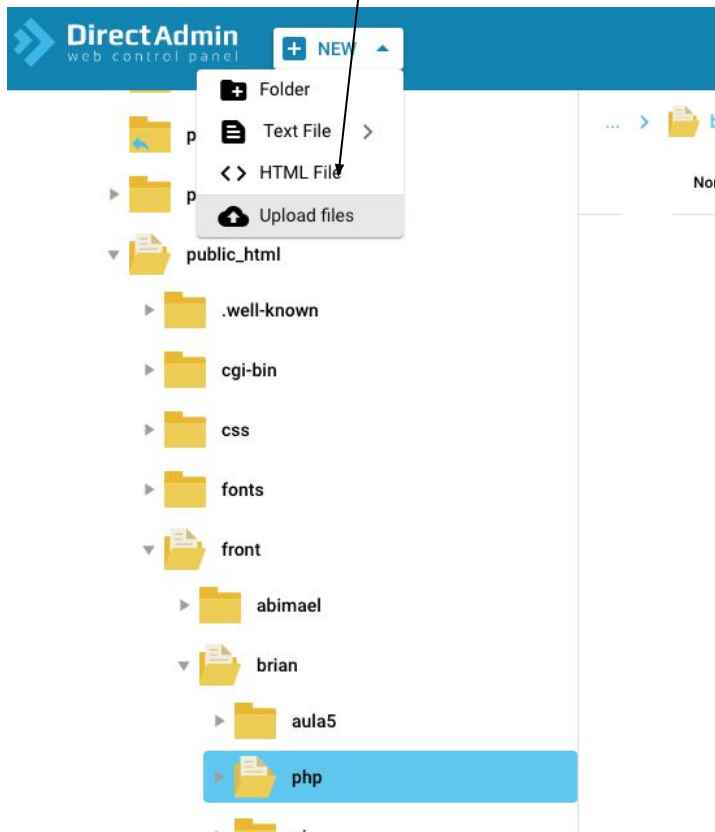 DirectAdmin
web control panel
NEW
Folder
Text File
HTML File
Upload files
...
p
p
public_html
.well-known
cgi-bin
css
fonts
front
abimael
brian
aula5
php